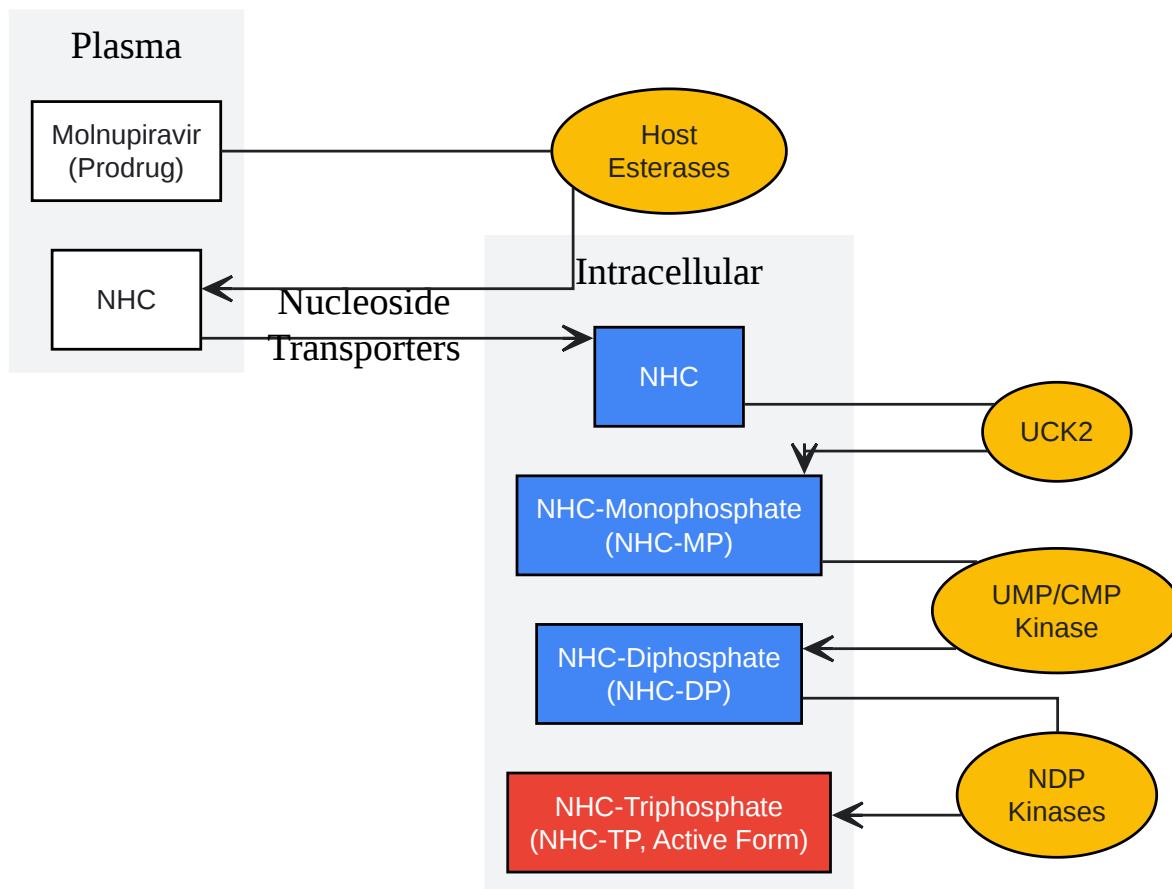 Plasma
Molnupiravir
(Prodrug)
Host
Esterases
NHC
Nucleoside
Transporters
Intracellular
NHC
UCK2
NHC-Monophosphate
(NHC-MP)
UMP/CMP
Kinase
NHC-Diphosphate
(NHC-DP)
NDP
Kinases
NHC-Triphosphate
(NHC-TP, Active Form)